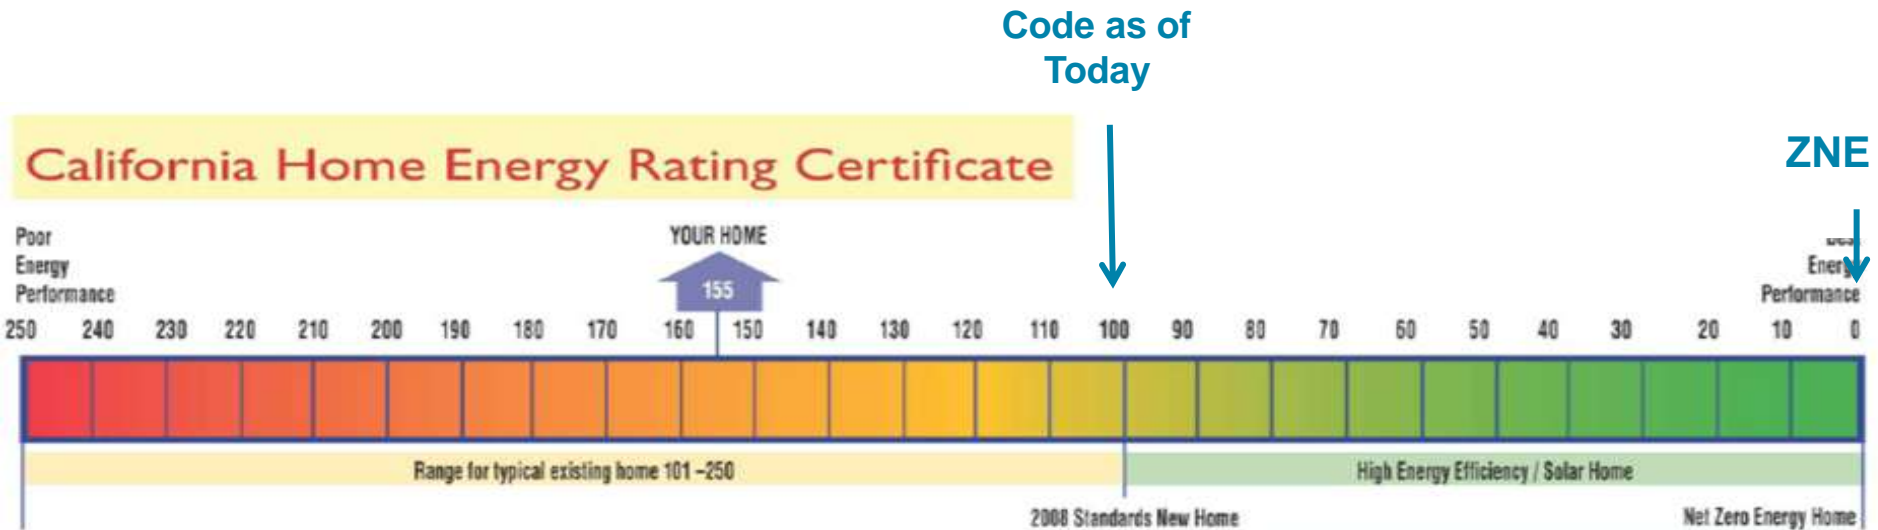 Code as of
Today
California Home Energy Rating Certificate
ZNE
Poor
Energy
Performance
YOUR HOME
155
Energy
Performance
250 240 230 220 210 200 190 180 170 160 150 140 130 120 110 100 90 80 70 60 50 40 30 20 10 0
Range for typical existing home 101 –250
High Energy Efficiency / Solar Home
2008 Standards New Home
Net Zero Energy Home